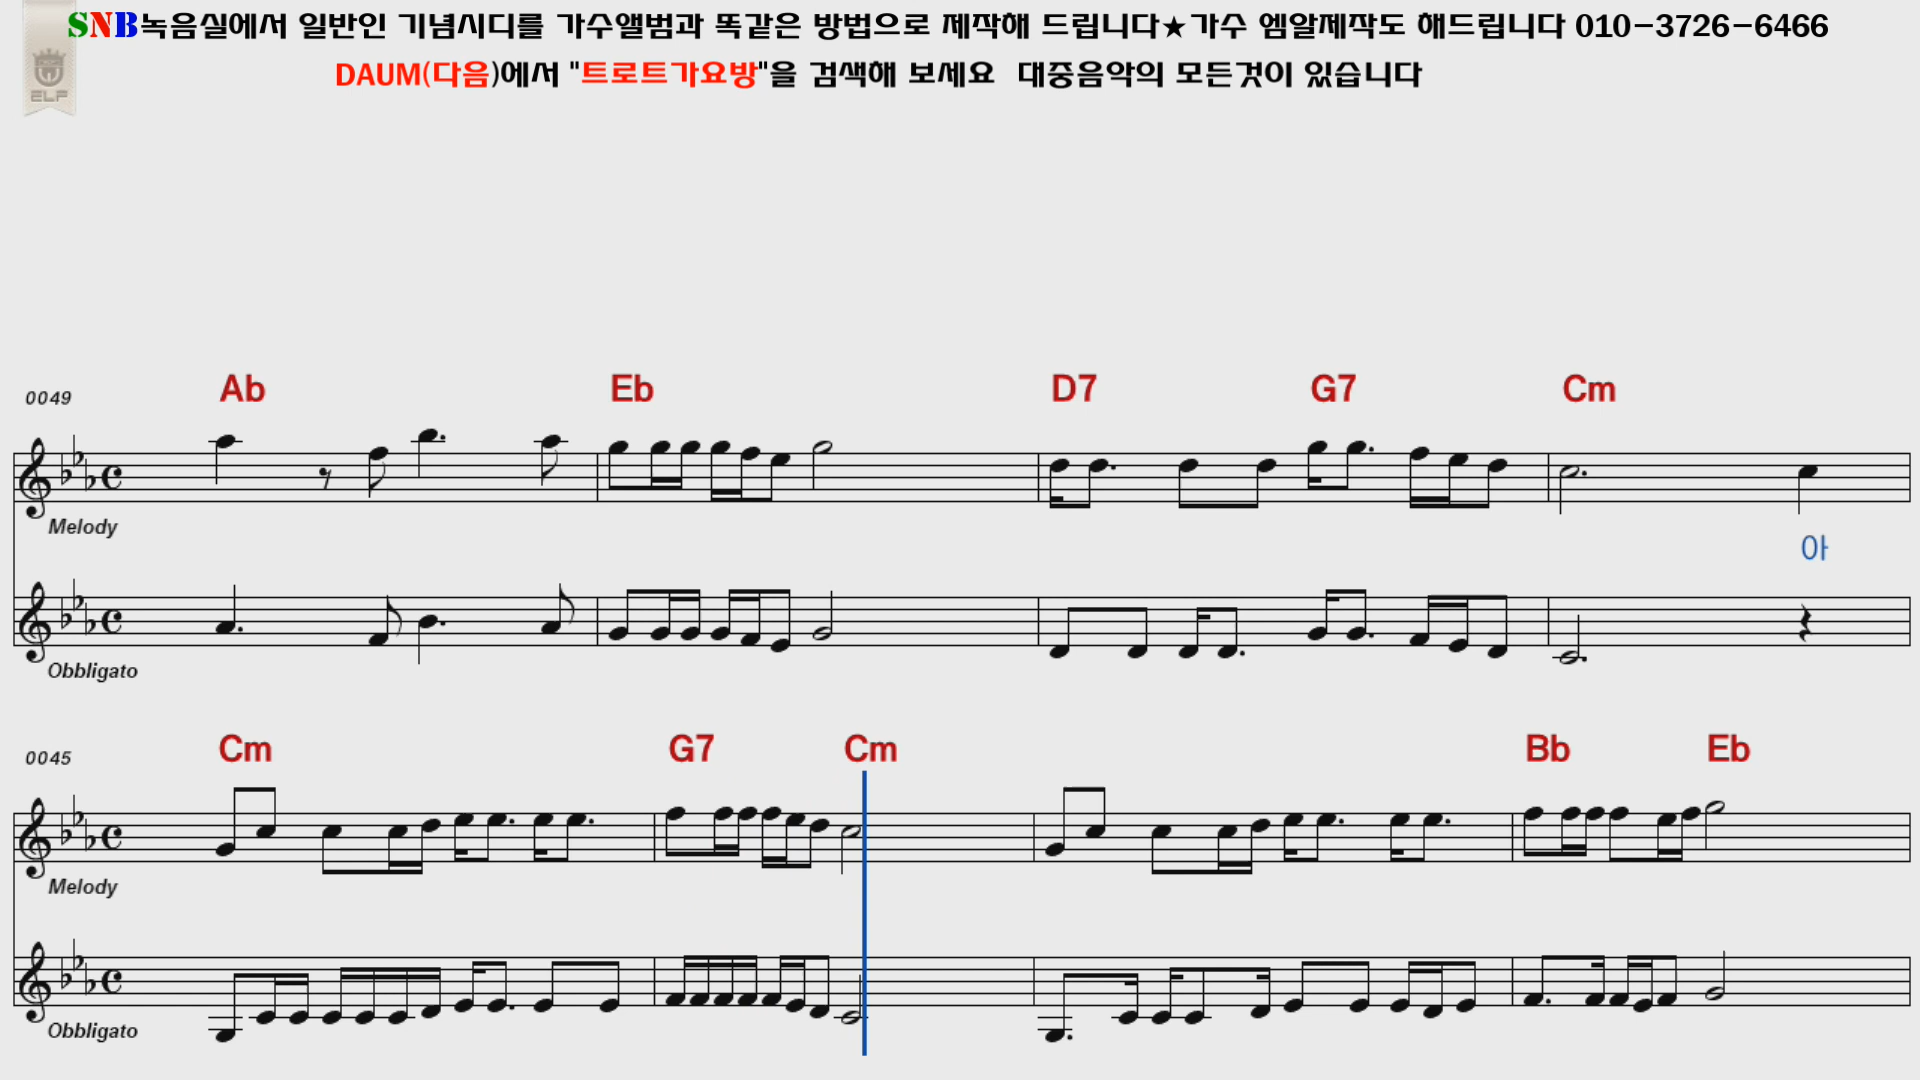 SNB녹음실에서 일반인 기념시디를 가수앨범과 똑같은 방법으로 제작해 드립니다★가수 엠알제작도 해드립니다 010-3726-6466
DAUM(다음)에서 "트로트가요방"을 검색해 보세요 대중음악의 모든것이 있습니다
ELF
0049 Ab Eb D7 G7 Cm
Melody
아
Obbligato
0045 Cm G7 Cm Bb Eb
Melody
Obbligato